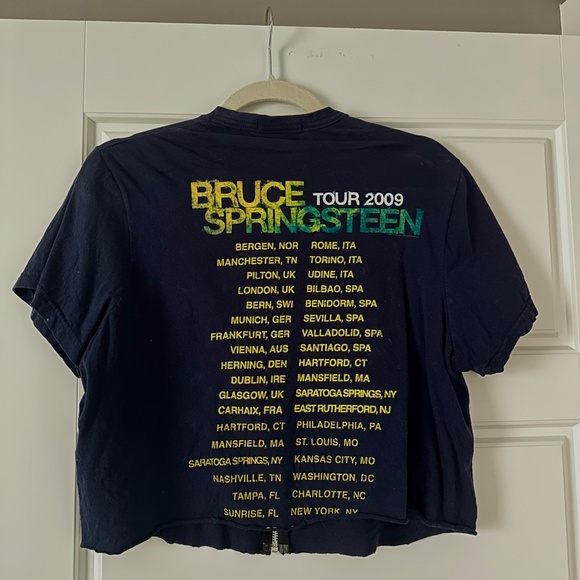 BRUCE TOUR 2009
SPRINGSTEEN
BERGEN, NOR ROME, ITA
MANCHESTER, TN TORINO, ITA
PILTON, UK UDINE, ITA
LONDON, UK BILBAO, SPA
BERN, SWI BENIDORM, SPA
MUNICH, GER SEVILLA, SPA
FRANKFURT, GER VALLADOLID, SPA
VIENNA, AUS SANTIAGO, SPA
HERNING, DEN HARTFORD, CT
DUBLIN, IRE MANSFIELD, MA
GLASGOW, UK SARATOGA SPRINGS, NY
CARHAIX, FRA EAST RUTHERFORD, NJ
HARTFORD, CT PHILADELPHIA, PA
MANSFIELD, MA ST. LOUIS, MO
SARATOGA SPRINGS, NY KANSAS CITY, MO
NASHVILLE, TN WASHINGTON, DC
TAMPA, FL CHARLOTTE, NC
SUNRISE, FL NEW YORK, NY